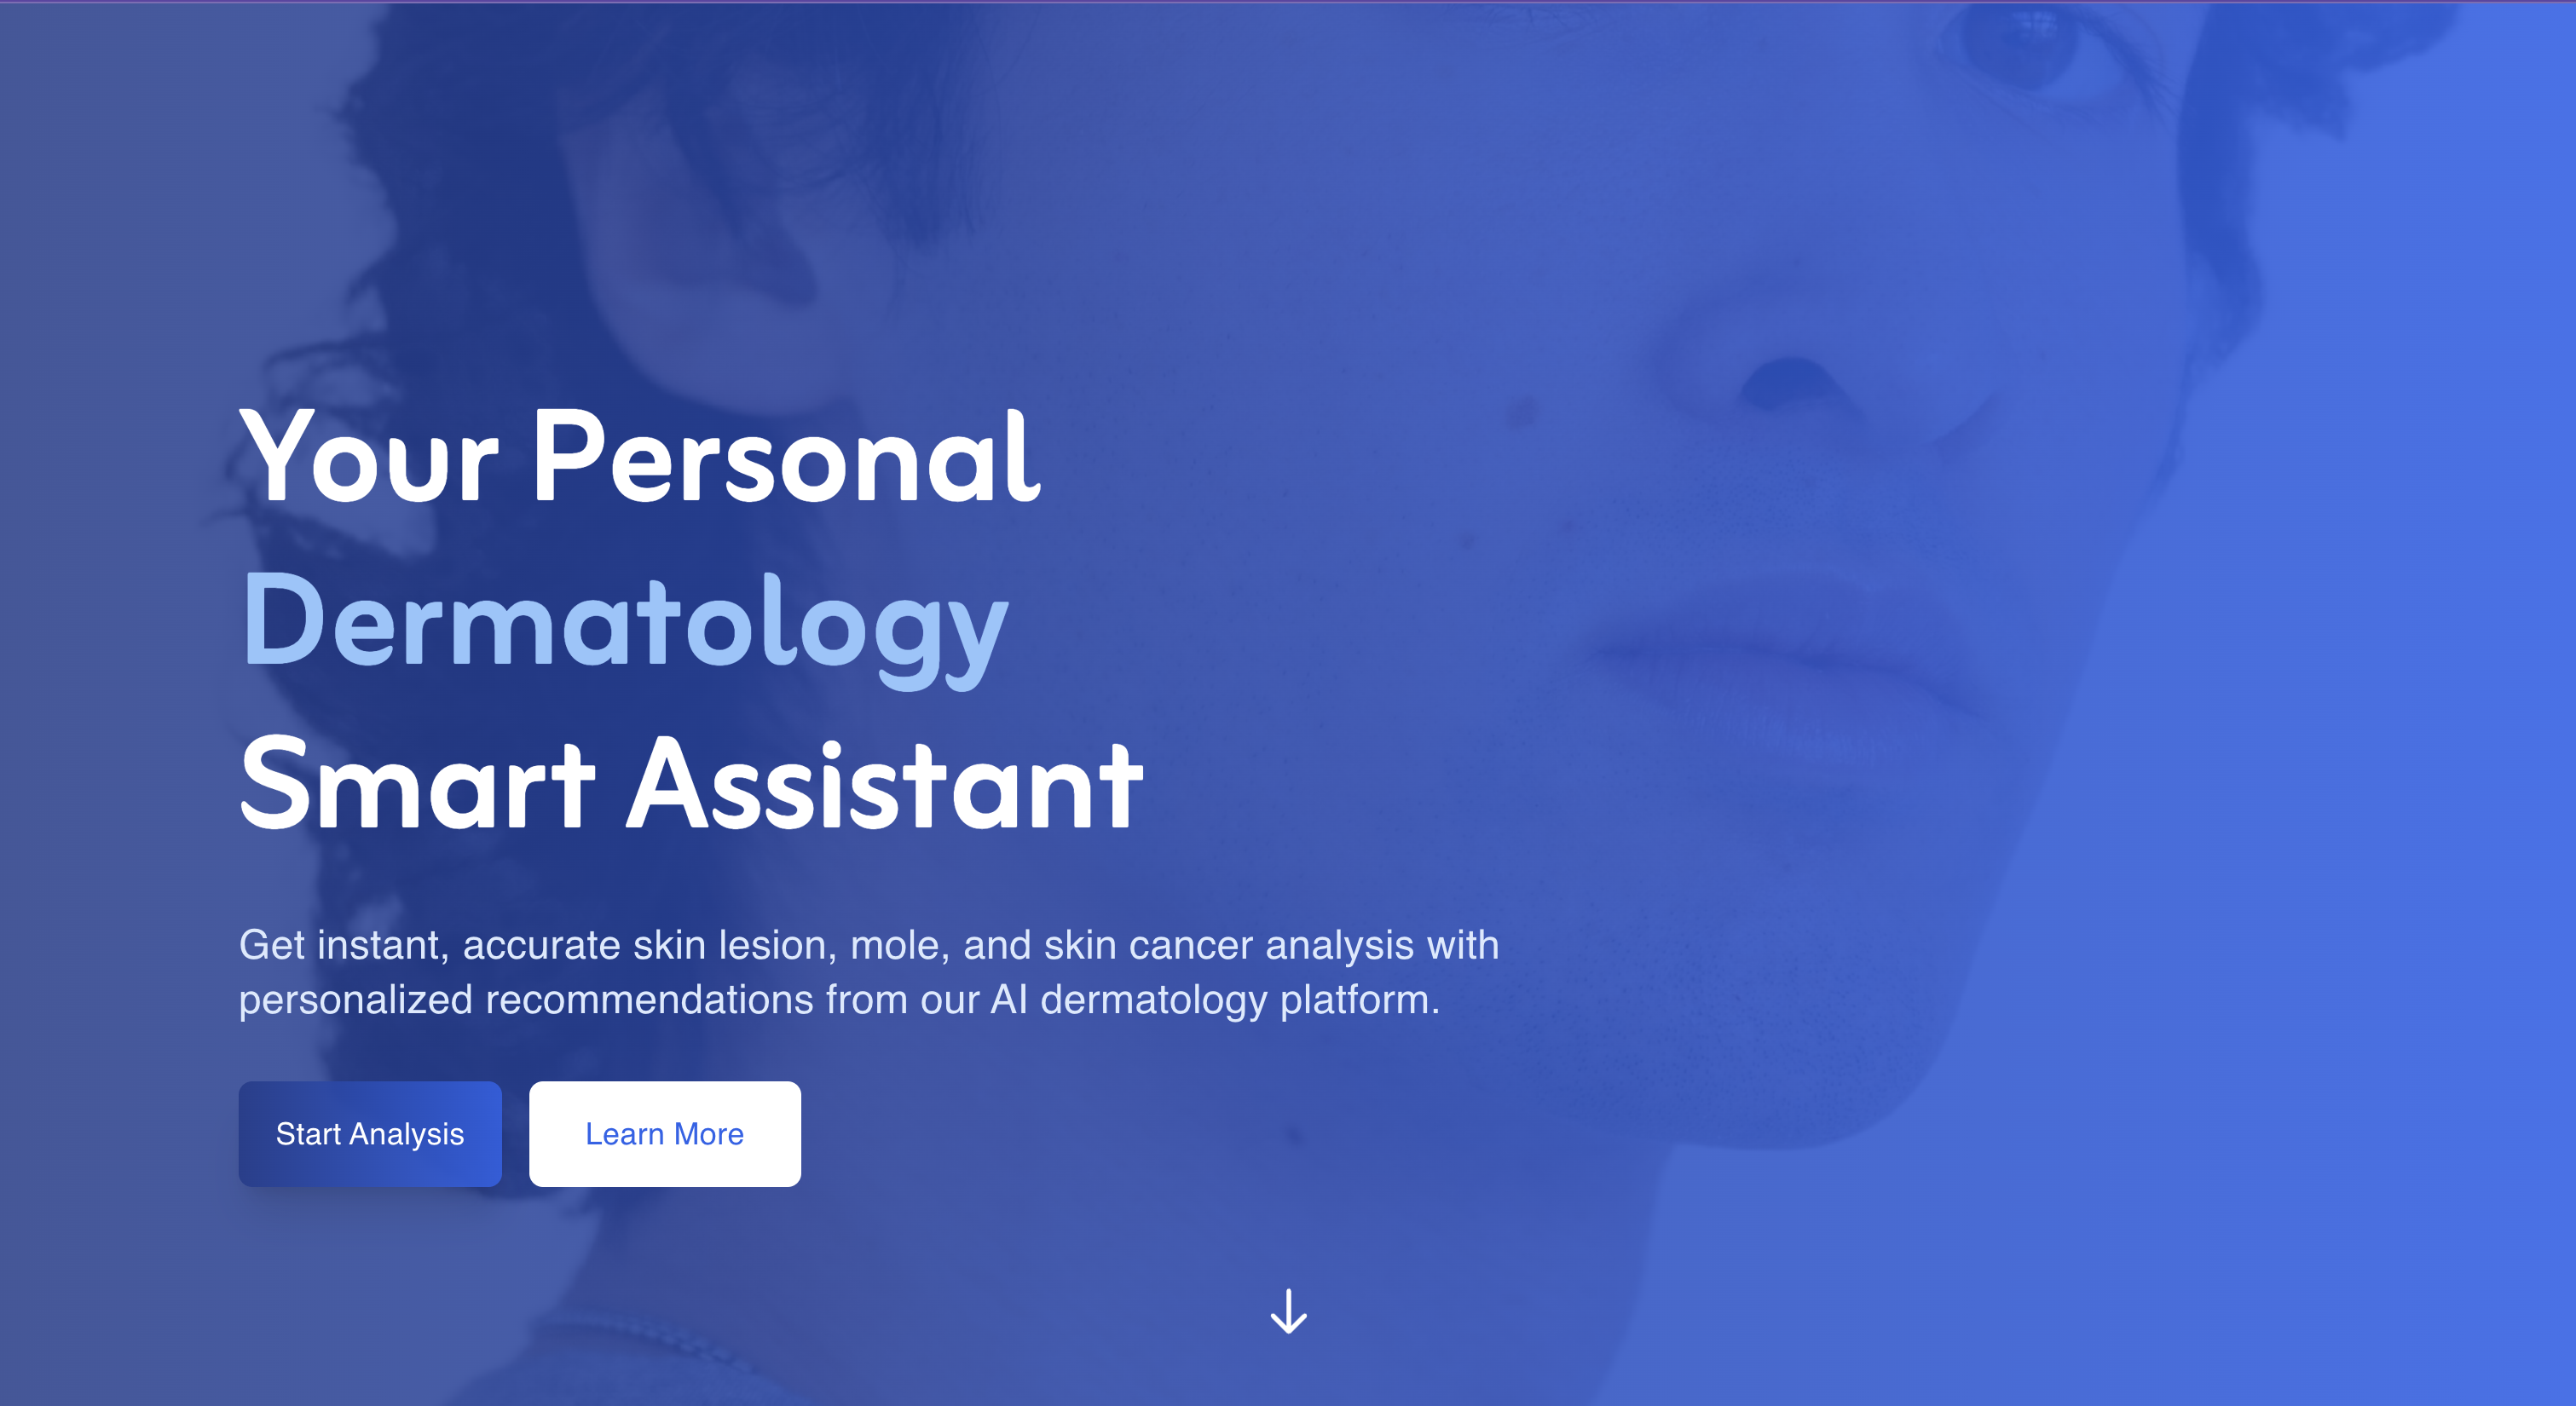 Your Personal
Dermatology
Smart Assistant
Get instant, accurate skin lesion, mole, and skin cancer analysis with
personalized recommendations from our AI dermatology platform.
Start Analysis
Learn More